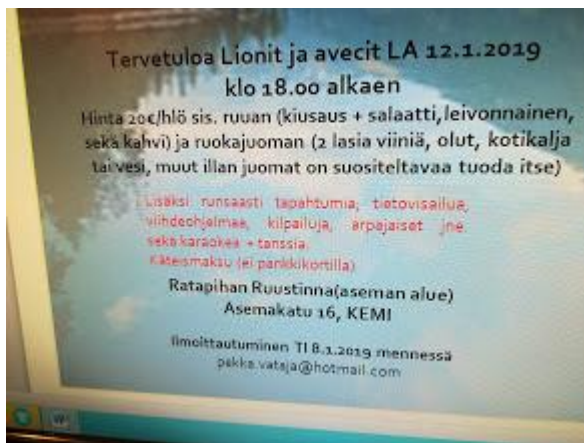 Tervetuloa Lionit ja avecit LA 12.1.2019
klo 18.00 alkaen
Hinta 20€/hlö sis. ruuan (kiusaus + salaatti, leivonnainen,
sekä kahvi) ja ruokajuoman (2 lasia viiniä, olut, kotikalja
tai vesi, muut illan juomat on suositeltavaa tuoda itse)
Lisäksi runsaasti tapahtumia, tietovisailua,
viihdeohjelmaa, kilpailuja, arpajaiset jne
sekä karaokea + tanssia.
Käteismaksu (ei pankkikortilla)
Ratapihan Ruustinna(aseman alue)
Asemakatu 16, KEMI
Ilmoittautuminen TI 8.1.2019 mennessä
pekka.vataja@hotmail.com